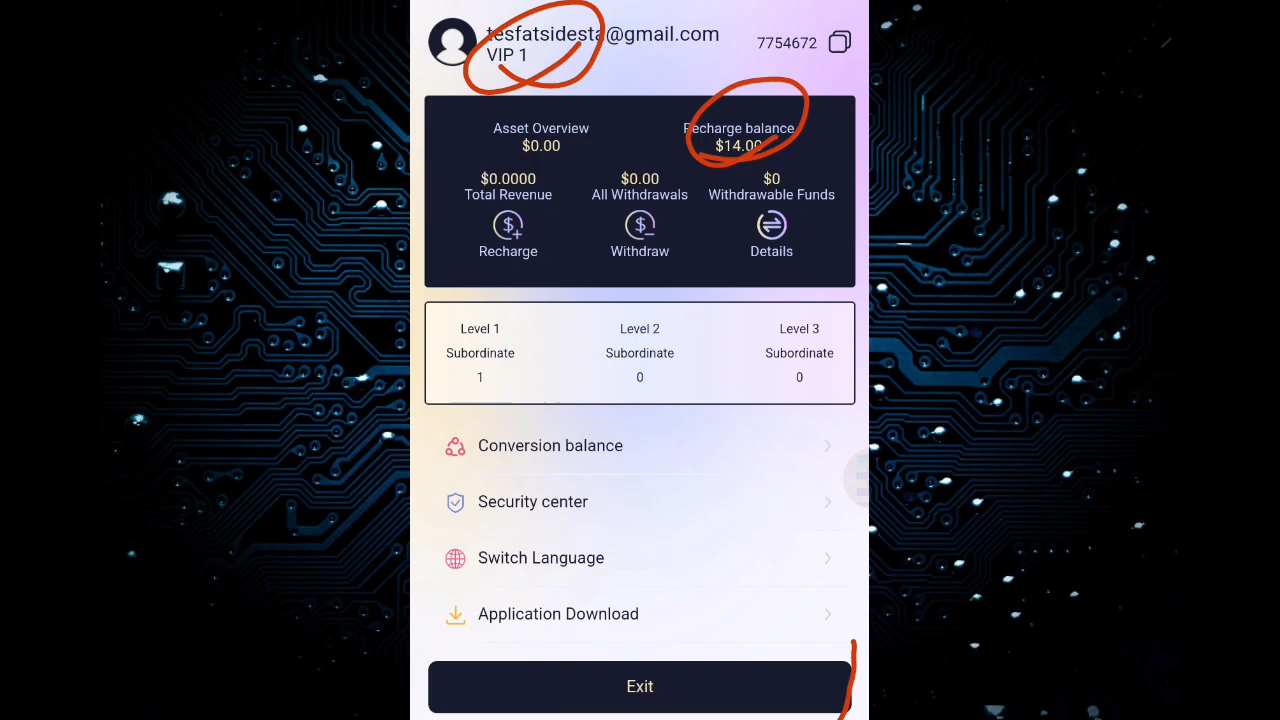 tesfatsidesta@gmail.com
VIP 1
7754672
Asset Overview
Recharge balance
$0.00
$14.00
$0.0000
$0.00
$0
Total Revenue
All Withdrawals
Withdrawable Funds
Recharge
Withdraw
Details
Level 1
Level 2
Level 3
Subordinate
Subordinate
Subordinate
1
0
0
Conversion balance
Security center
Switch Language
Application Download
Exit